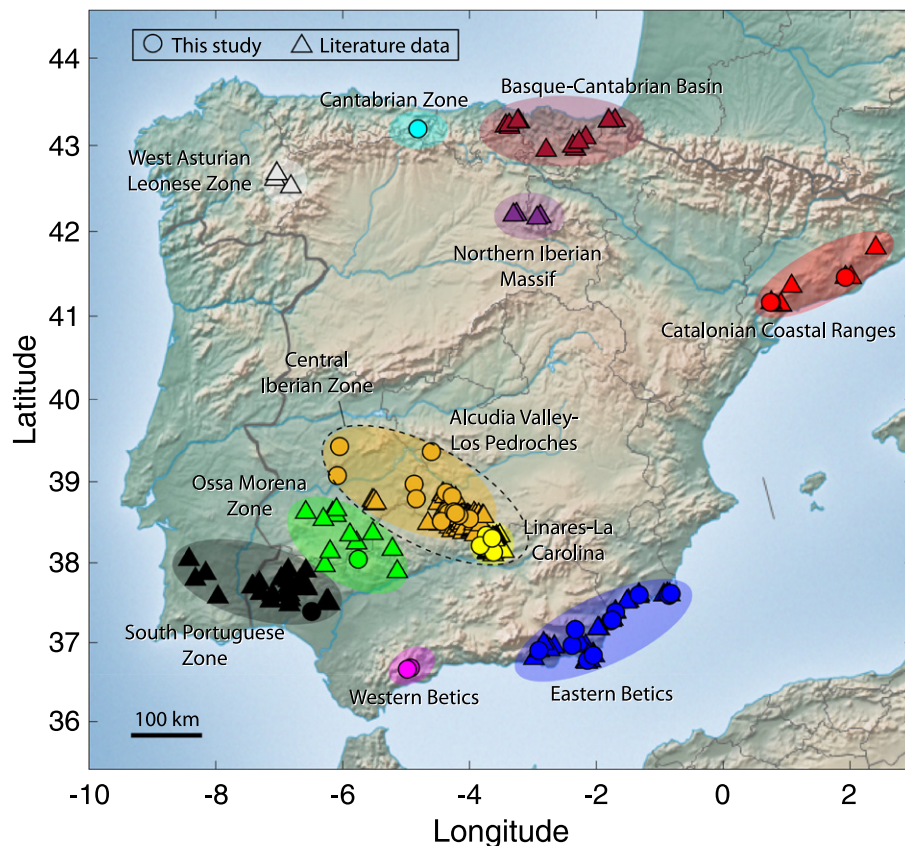 This study
Literature data
Cantabrian Zone
Basque-Cantabrian Basin
West Asturian
Leonese Zone
Northern Iberian
Massif
Catalonian Coastal Ranges
Central
Iberian Zone
Alcudia Valley-
Los Pedroches
Ossa Morena
Zone
Linares-La
Carolina
South Portuguese
Zone
Western Betics
Eastern Betics
100 km
Latitude
44
43
42
41
40
39
38
37
36
-10
-8
-6
-4
-2
0
2
Longitude